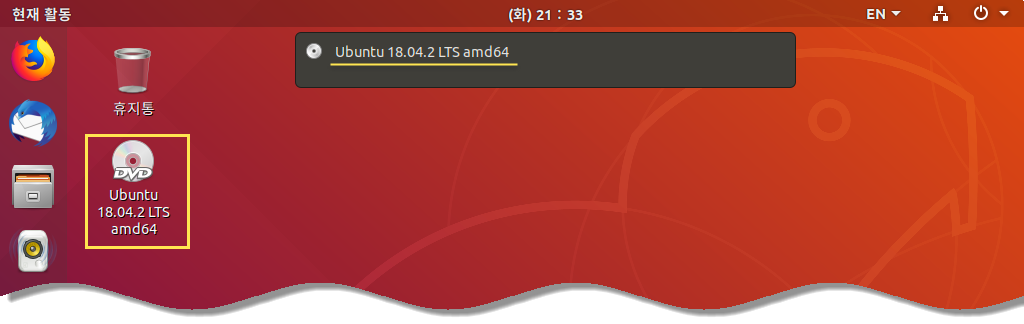 현재 활동
(화) 21 : 33
EN
Ubuntu 18.04.2 LTS amd64
휴지통
DVD
Ubuntu
18.04.2 LTS
amd64